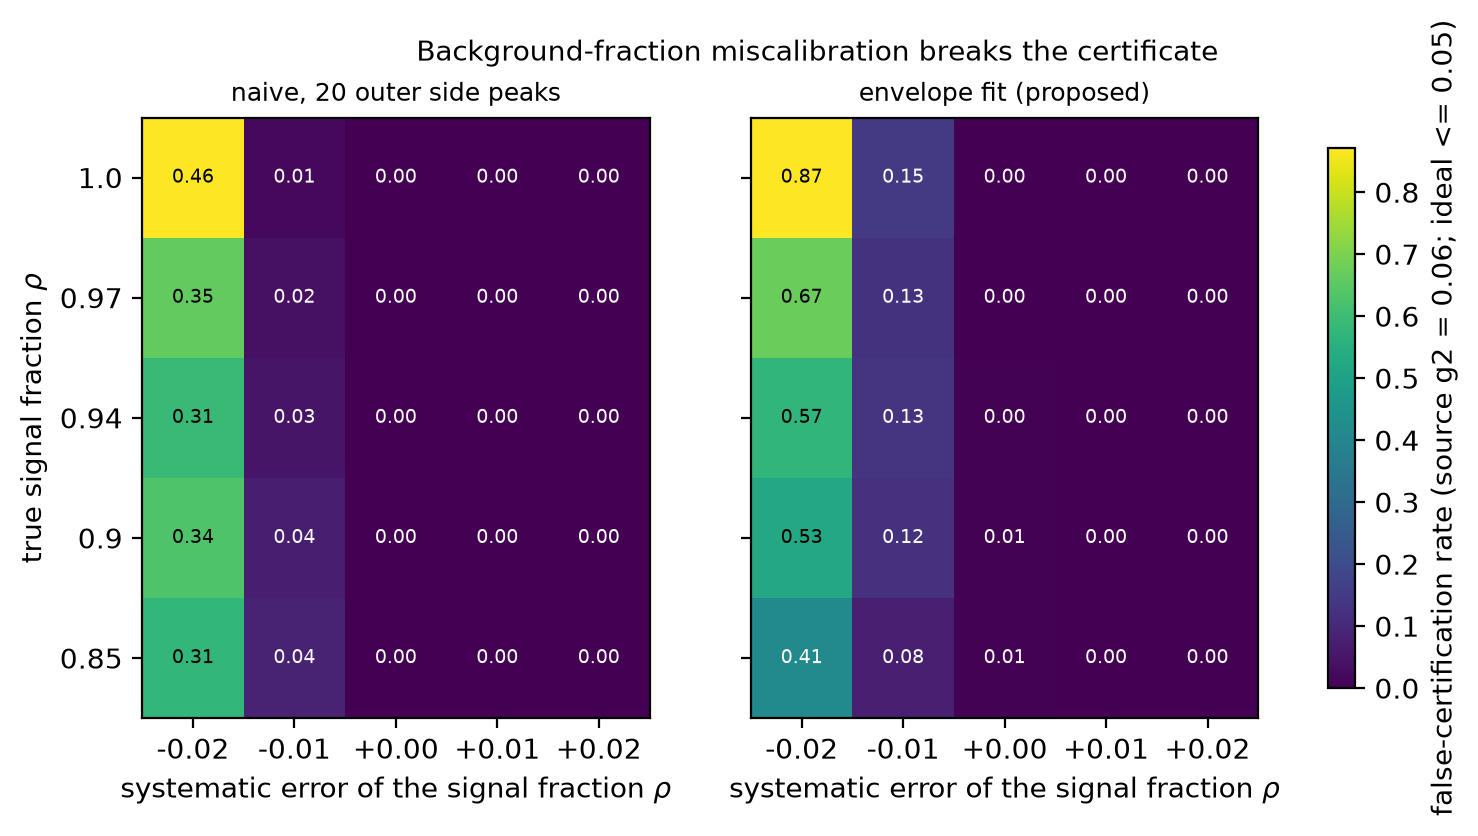 Background-fraction miscalibration breaks the certificate
naive, 20 outer side peaks
envelope fit (proposed)
true signal fraction ρ
1.0
0.97
0.94
0.9
0.85
0.46 0.01 0.00 0.00 0.00
0.35 0.02 0.00 0.00 0.00
0.31 0.03 0.00 0.00 0.00
0.34 0.04 0.00 0.00 0.00
0.31 0.04 0.00 0.00 0.00
-0.02 -0.01 +0.00 +0.01 +0.02
systematic error of the signal fraction ρ
0.87 0.15 0.00 0.00 0.00
0.67 0.13 0.00 0.00 0.00
0.57 0.13 0.00 0.00 0.00
0.53 0.12 0.01 0.00 0.00
0.41 0.08 0.01 0.00 0.00
-0.02 -0.01 +0.00 +0.01 +0.02
systematic error of the signal fraction ρ
0.8
0.7
0.6
0.5
0.4
0.3
0.2
0.1
0.0
false-certification rate (source g2 = 0.06; ideal <= 0.05)